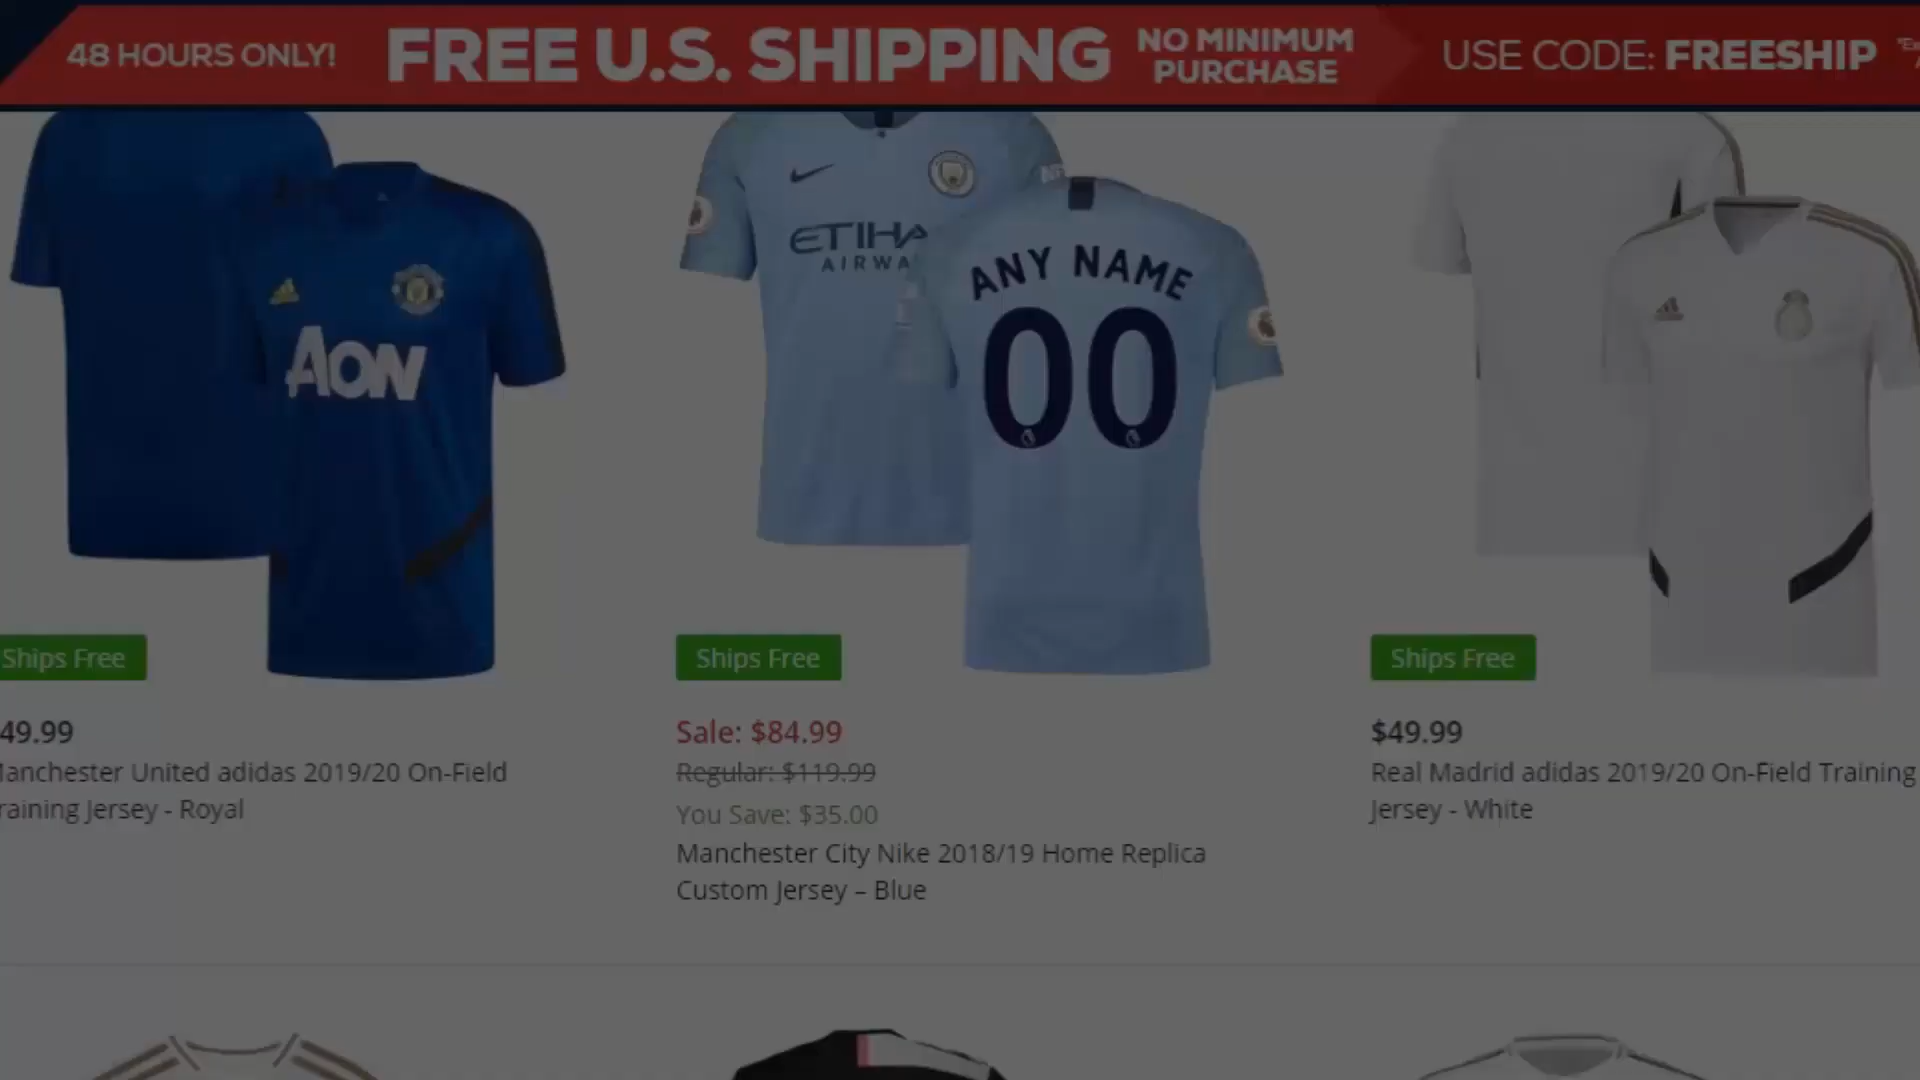 48 HOURS ONLY!
FREE U.S. SHIPPING
NO MINIMUM
PURCHASE
USE CODE: FREESHIP
ETIHA
AIRWA
ANY NAME
00
AON
Ships Free
Ships Free
Ships Free
49.99
anchester United adidas 2019/20 On-Field
raining Jersey - Royal
Sale: $84.99
Regular: $119.99
You Save: $35.00
Manchester City Nike 2018/19 Home Replica
Custom Jersey – Blue
$49.99
Real Madrid adidas 2019/20 On-Field Training
Jersey - White